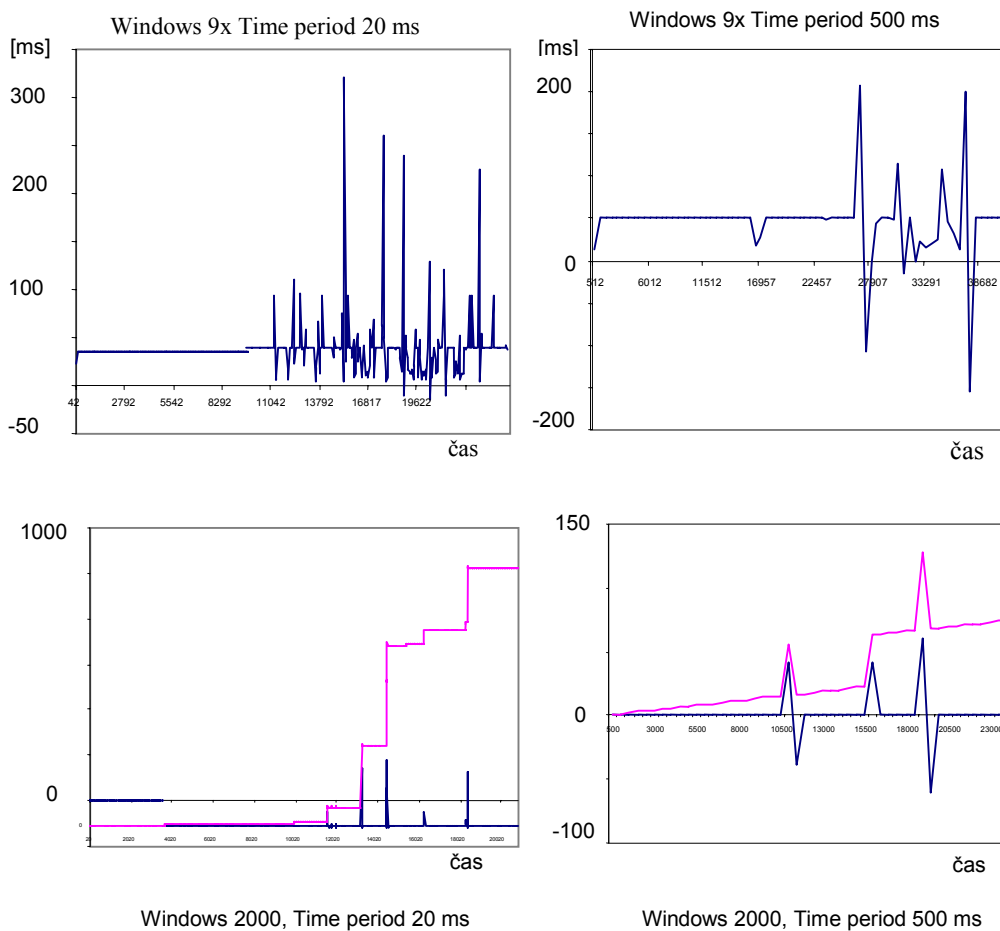 Windows 9x Time period 20 ms
[ms]
300
200
100
42 2792 5542 8292 11042 13792 16817 19622
-50
čas
Windows 9x Time period 500 ms
[ms]
200
0
512 6012 11512 16957 22457 27907 33291 38682
-200
čas
1000
0
0
20 2020 4020 6020 8020 10020 12020 14020 16020 18020 20020
čas
Windows 2000, Time period 20 ms
150
0
500 3000 5500 8000 10500 13000 15500 18000 20500 23000
-100
čas
Windows 2000, Time period 500 ms